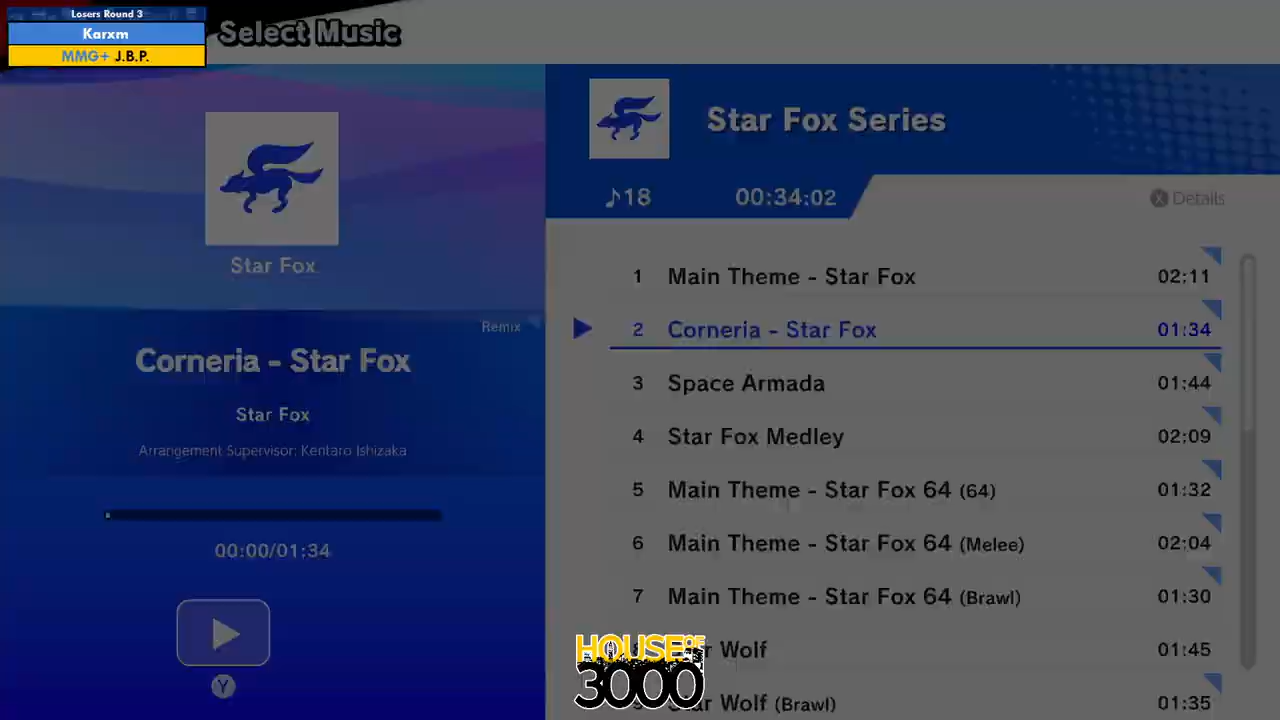 Losers Round 3
Karxm
MMG+ J.B.P.
Select Music
Star Fox
Remix
Corneria - Star Fox
Star Fox
Arrangement Supervisor: Kentaro Ishizaka
00:00/01:34
Y
Star Fox Series
♪18 00:34:02
X Details
1 Main Theme - Star Fox 02:11
2 Corneria - Star Fox 01:34
3 Space Armada 01:44
4 Star Fox Medley 02:09
5 Main Theme - Star Fox 64 (64) 01:32
6 Main Theme - Star Fox 64 (Melee) 02:04
7 Main Theme - Star Fox 64 (Brawl) 01:30
Wolf 01:45
Wolf (Brawl) 01:35
HOUSE OF
3000